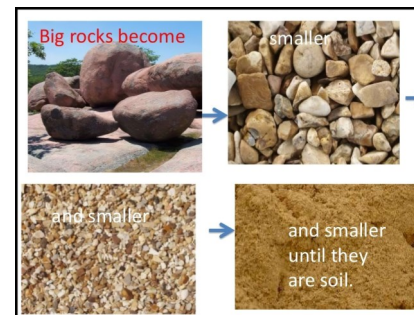 Big rocks become
smaller
and smaller
and smaller
until they
are soil.